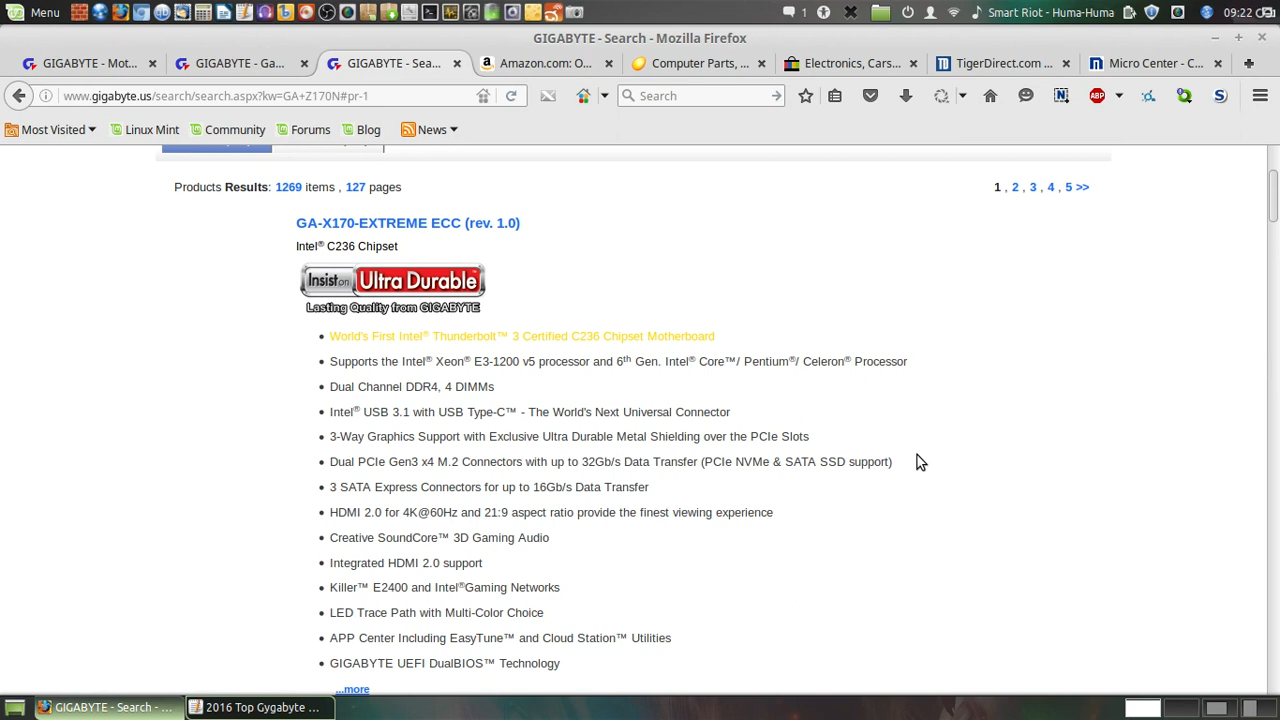 Menu
1
Smart Riot - Huma-Huma
09:22
GIGABYTE - Search - Mozilla Firefox
GIGABYTE - Mot...
GIGABYTE - Ga...
GIGABYTE - Sea...
Amazon.com: O...
Computer Parts, ...
Electronics, Cars...
TigerDirect.com ...
Micro Center - C...
www.gigabyte.us/search/search.aspx?kw=GA+Z170N#pr-1
Search
ABP
Most Visited
Linux Mint
Community
Forums
Blog
News
Products Results: 1269 items , 127 pages
1 , 2 , 3 , 4 , 5 >>
GA-X170-EXTREME ECC (rev. 1.0)
Intel® C236 Chipset
Insist on Ultra Durable™
Lasting Quality from GIGABYTE
• World's First Intel® Thunderbolt™ 3 Certified C236 Chipset Motherboard
• Supports the Intel® Xeon® E3-1200 v5 processor and 6th Gen. Intel® Core™/ Pentium®/ Celeron® Processor
• Dual Channel DDR4, 4 DIMMs
• Intel® USB 3.1 with USB Type-C™ - The World's Next Universal Connector
• 3-Way Graphics Support with Exclusive Ultra Durable Metal Shielding over the PCIe Slots
• Dual PCIe Gen3 x4 M.2 Connectors with up to 32Gb/s Data Transfer (PCIe NVMe & SATA SSD support)
• 3 SATA Express Connectors for up to 16Gb/s Data Transfer
• HDMI 2.0 for 4K@60Hz and 21:9 aspect ratio provide the finest viewing experience
• Creative SoundCore™ 3D Gaming Audio
• Integrated HDMI 2.0 support
• Killer™ E2400 and Intel®Gaming Networks
• LED Trace Path with Multi-Color Choice
• APP Center Including EasyTune™ and Cloud Station™ Utilities
• GIGABYTE UEFI DualBIOS™ Technology
...more
GIGABYTE - Search - ...
2016 Top Gygabyte ...